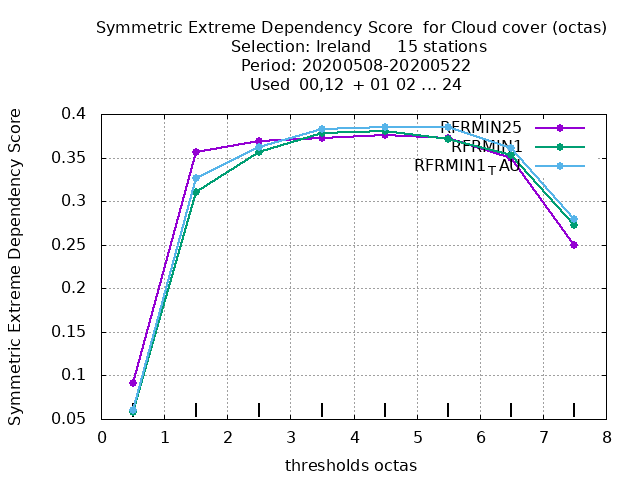 Symmetric Extreme Dependency Score for Cloud cover (octas)
Selection: Ireland 15 stations
Period: 20200508-20200522
Used 00,12 + 01 02 ... 24
Symmetric Extreme Dependency Score
0.4
0.35
0.3
0.25
0.2
0.15
0.1
0.05
RFRMIN25
RFRMIN1
RFRMIN1TAU
0 1 2 3 4 5 6 7 8
thresholds octas